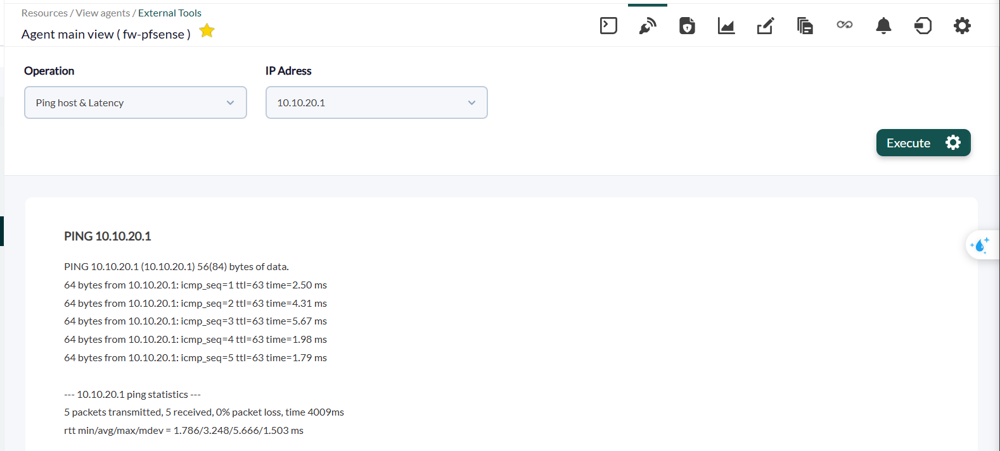 Resources / View agents / External Tools
Agent main view ( fw-pfsense )
Operation
IP Adress
Ping host & Latency
10.10.20.1
Execute
PING 10.10.20.1
PING 10.10.20.1 (10.10.20.1) 56(84) bytes of data.
64 bytes from 10.10.20.1: icmp_seq=1 ttl=63 time=2.50 ms
64 bytes from 10.10.20.1: icmp_seq=2 ttl=63 time=4.31 ms
64 bytes from 10.10.20.1: icmp_seq=3 ttl=63 time=5.67 ms
64 bytes from 10.10.20.1: icmp_seq=4 ttl=63 time=1.98 ms
64 bytes from 10.10.20.1: icmp_seq=5 ttl=63 time=1.79 ms
--- 10.10.20.1 ping statistics ---
5 packets transmitted, 5 received, 0% packet loss, time 4009ms
rtt min/avg/max/mdev = 1.786/3.248/5.666/1.503 ms